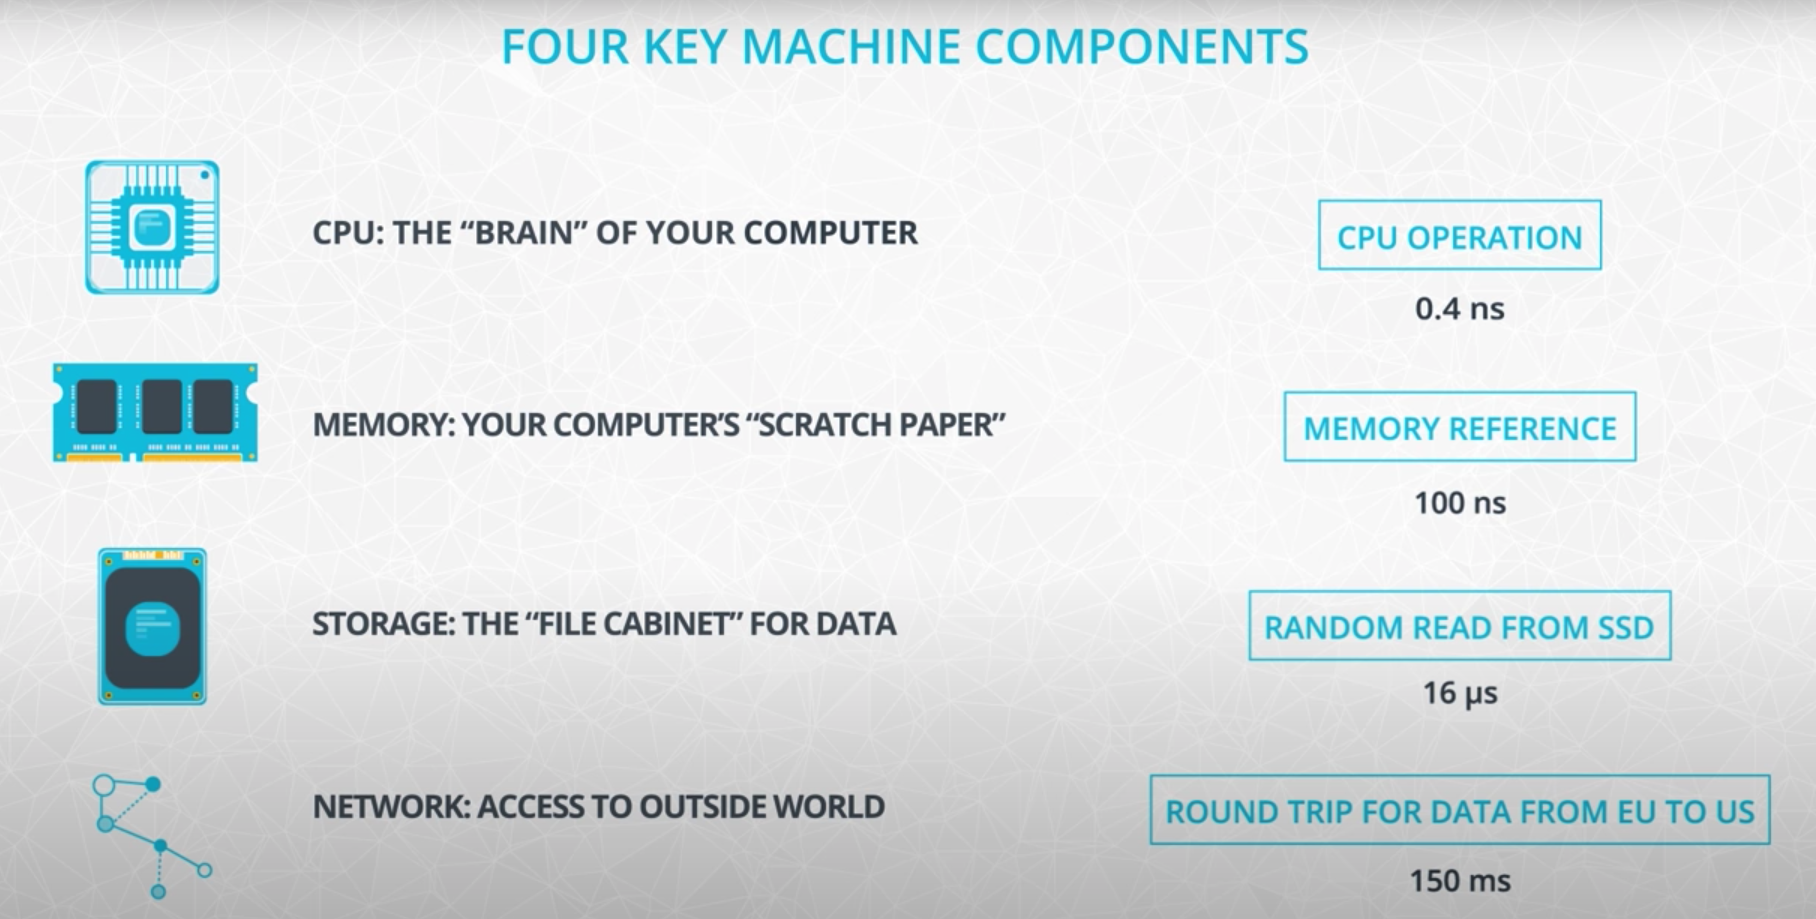 FOUR KEY MACHINE COMPONENTS
CPU: THE “BRAIN” OF YOUR COMPUTER
CPU OPERATION
0.4 ns
MEMORY: YOUR COMPUTER’S “SCRATCH PAPER”
MEMORY REFERENCE
100 ns
STORAGE: THE “FILE CABINET” FOR DATA
RANDOM READ FROM SSD
16 µs
NETWORK: ACCESS TO OUTSIDE WORLD
ROUND TRIP FOR DATA FROM EU TO US
150 ms